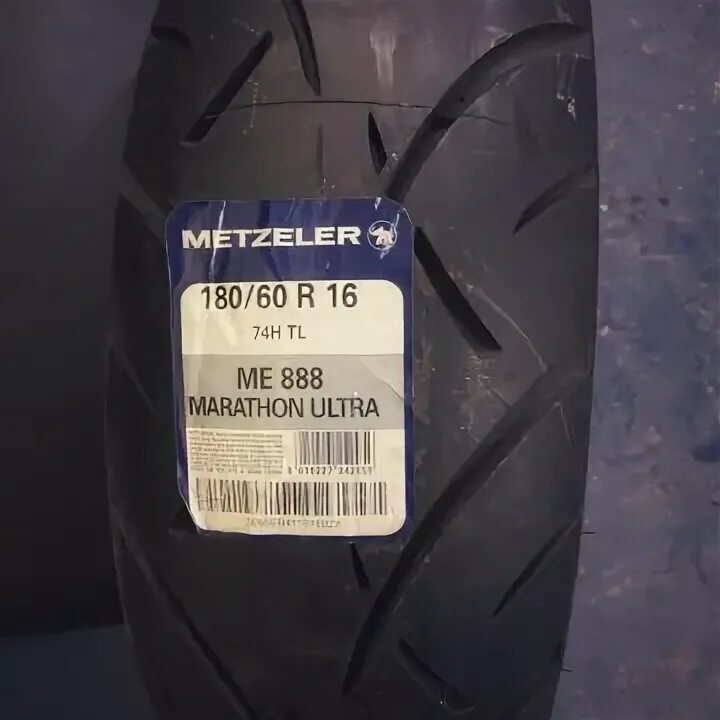 METZELER
180/60 R 16
74H TL
ME 888
MARATHON ULTRA